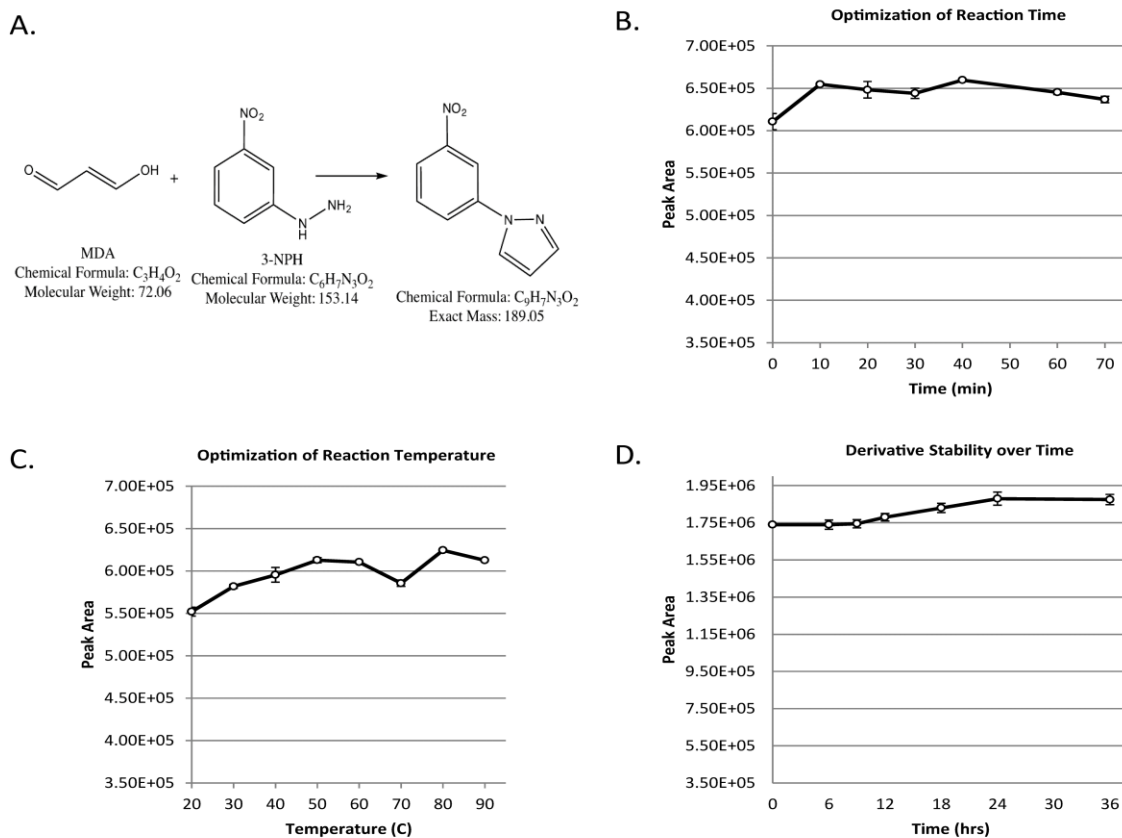 A.
NO₂
NO₂
O
OH
+
NH₂
N
H
N
N
MDA
Chemical Formula: C₃H₄O₂
Molecular Weight: 72.06
3-NPH
Chemical Formula: C₆H₇N₃O₂
Molecular Weight: 153.14
Chemical Formula: C₉H₇N₃O₂
Exact Mass: 189.05
B.
Optimization of Reaction Time
Peak Area
7.00E+05
6.50E+05
6.00E+05
5.50E+05
5.00E+05
4.50E+05
4.00E+05
3.50E+05
0 10 20 30 40 50 60 70
Time (min)
C.
Optimization of Reaction Temperature
Peak Area
7.00E+05
6.50E+05
6.00E+05
5.50E+05
5.00E+05
4.50E+05
4.00E+05
3.50E+05
20 30 40 50 60 70 80 90
Temperature (C)
D.
Derivative Stability over Time
Peak Area
1.95E+06
1.75E+06
1.55E+06
1.35E+06
1.15E+06
9.50E+05
7.50E+05
5.50E+05
3.50E+05
0 6 12 18 24 30 36
Time (hrs)